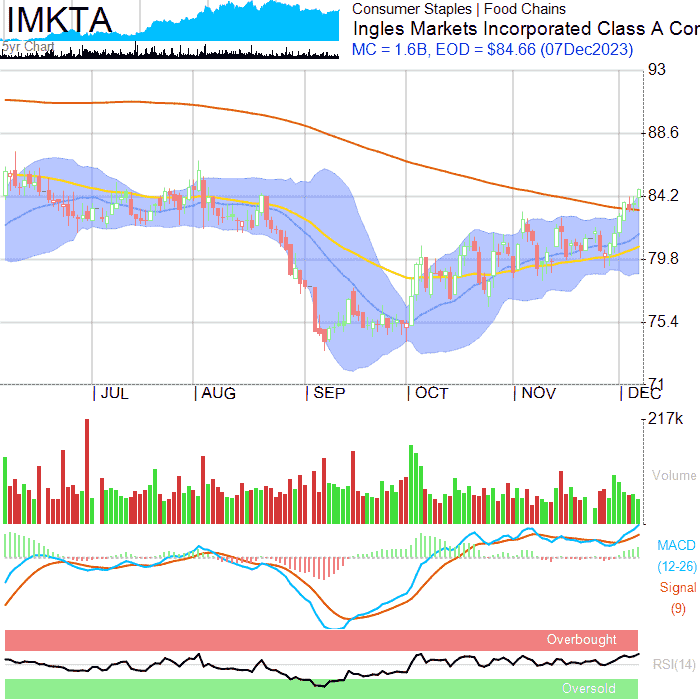 IMKTA
5yr Chart
Consumer Staples | Food Chains
Ingles Markets Incorporated Class A Cor
MC = 1.6B, EOD = $84.66 (07Dec2023)
93
88.6
84.2
79.8
75.4
71
JUL AUG SEP OCT NOV DEC
217k
Volume
MACD
(12-26)
Signal
(9)
Overbought
RSI(14)
Oversold